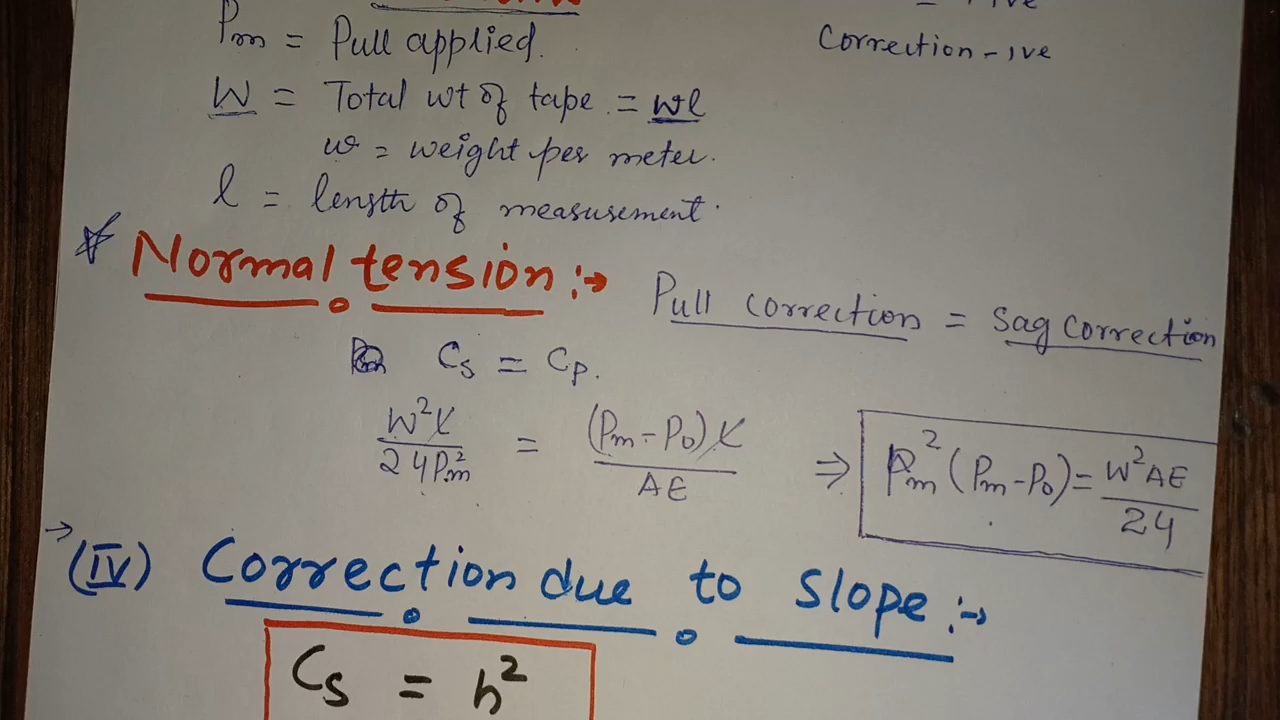 Pm = Pull applied.
Correction -ive
W = Total wt of tape = wl
w = weight per meter.
l = length of measurement.
Normal tension :→
Pull correction = sag correction
Cs = Cp.
W²l / 24Pm² = (Pm - P0) l / AE ⇒ Pm² (Pm - P0) = W²AE / 24
→ (IV) Correction due to slope :→
Cs = h²